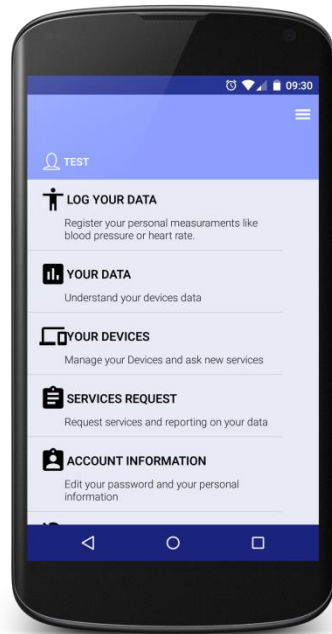 09:30
TEST
LOG YOUR DATA
Register your personal measuraments like
blood pressure or heart rate.
YOUR DATA
Understand your devices data
YOUR DEVICES
Manage your Devices and ask new services
SERVICES REQUEST
Request services and reporting on your data
ACCOUNT INFORMATION
Edit your password and your personal
information